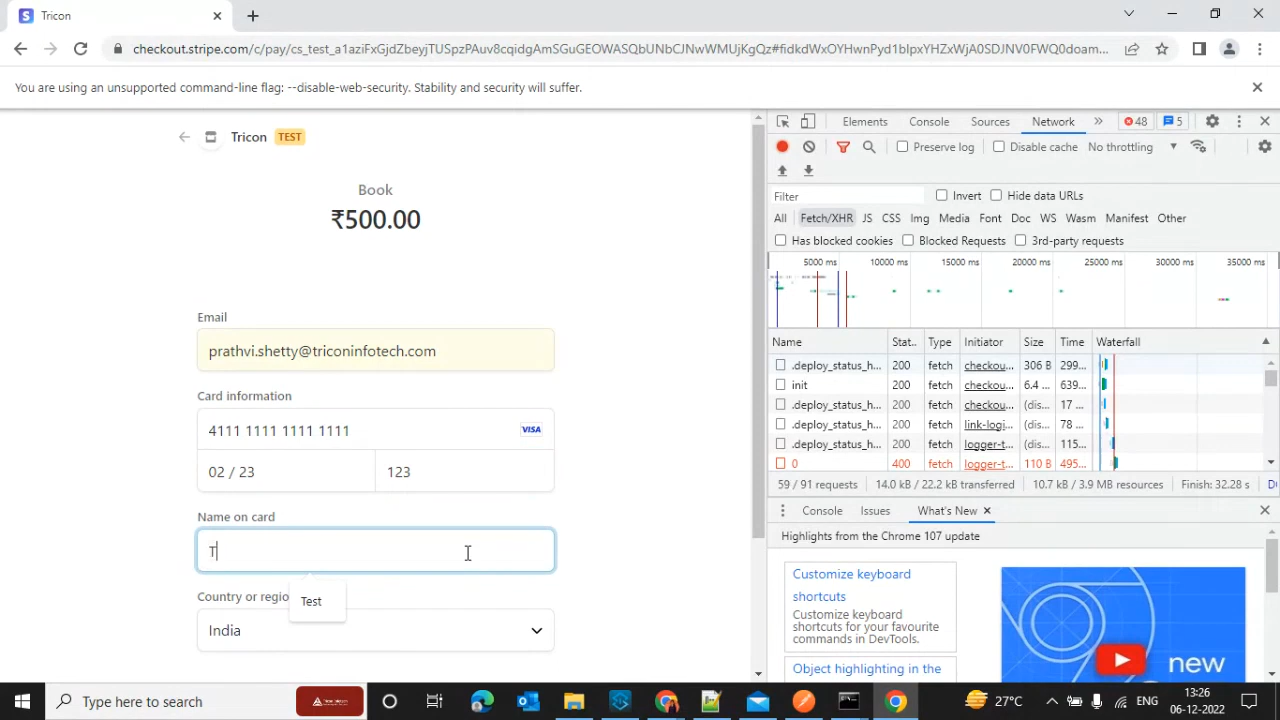 Tricon
checkout.stripe.com/c/pay/cs_test_a1aziFxGjdZbeyjTUSpzPAuv8cqidgAmSGuGEOWASQbUNbCJNwWMUjKgQz#fidkdWxOYHwnPyd1blpxYHZxWjA0SDJNV0FWQ0doam...
You are using an unsupported command-line flag: --disable-web-security. Stability and security will suffer.
Tricon TEST
Book
₹500.00
Email
prathvi.shetty@triconinfotech.com
Card information
4111 1111 1111 1111 VISA
02 / 23 123
Name on card
T
Test
Country or regio
India
Elements Console Sources Network » 48 5
Preserve log Disable cache No throttling
Filter Invert Hide data URLs
All Fetch/XHR JS CSS Img Media Font Doc WS Wasm Manifest Other
Has blocked cookies Blocked Requests 3rd-party requests
5000 ms 10000 ms 15000 ms 20000 ms 25000 ms 30000 ms 35000 ms
Name Stat.. Type Initiator Size Time Waterfall
.deploy_status_h... 200 fetch checkou... 306 B 299...
init 200 fetch checkou... 6.4 ... 639...
.deploy_status_h... 200 fetch checkou... (dis... 17 ...
.deploy_status_h... 200 fetch link-logi... (dis... 78 ...
.deploy_status_h... 200 fetch logger-t... (dis... 115...
0 400 fetch logger-t... 110 B 495...
59 / 91 requests 14.0 kB / 22.2 kB transferred 10.7 kB / 3.9 MB resources Finish: 32.28 s
Console Issues What's New
Highlights from the Chrome 107 update
Customize keyboard
shortcuts
Customize keyboard
shortcuts for your favourite
commands in DevTools.
Object highlighting in the
new
Type here to search
27°C ENG 13:26
06-12-2022